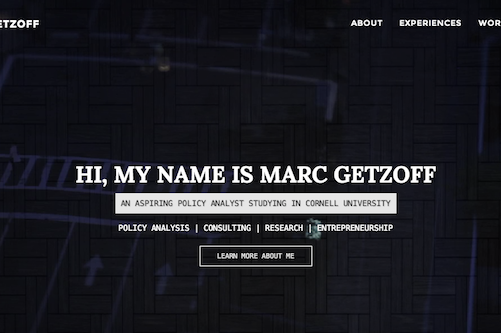 ETZOFF ABOUT EXPERIENCES WOR
HI, MY NAME IS MARC GETZOFF
AN ASPIRING POLICY ANALYST STUDYING IN CORNELL UNIVERSITY
POLICY ANALYSIS | CONSULTING | RESEARCH | ENTREPRENEURSHIP
LEARN MORE ABOUT ME